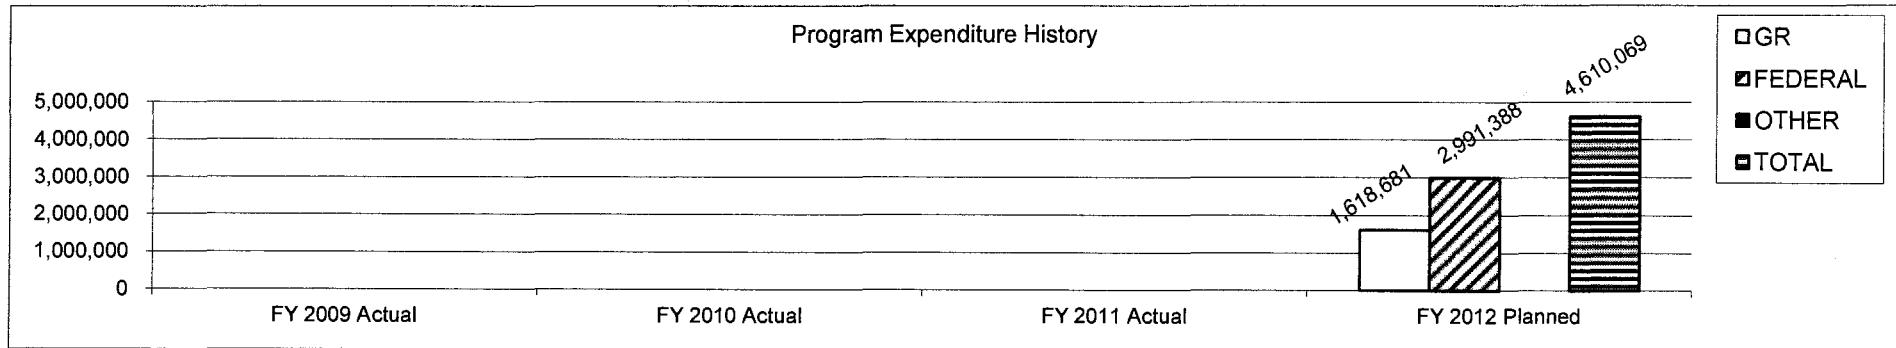 Program Expenditure History
GR
FEDERAL
OTHER
TOTAL
5,000,000
4,000,000
3,000,000
2,000,000
1,000,000
0
1,618,681
2,991,388
4,610,069
FY 2009 Actual
FY 2010 Actual
FY 2011 Actual
FY 2012 Planned